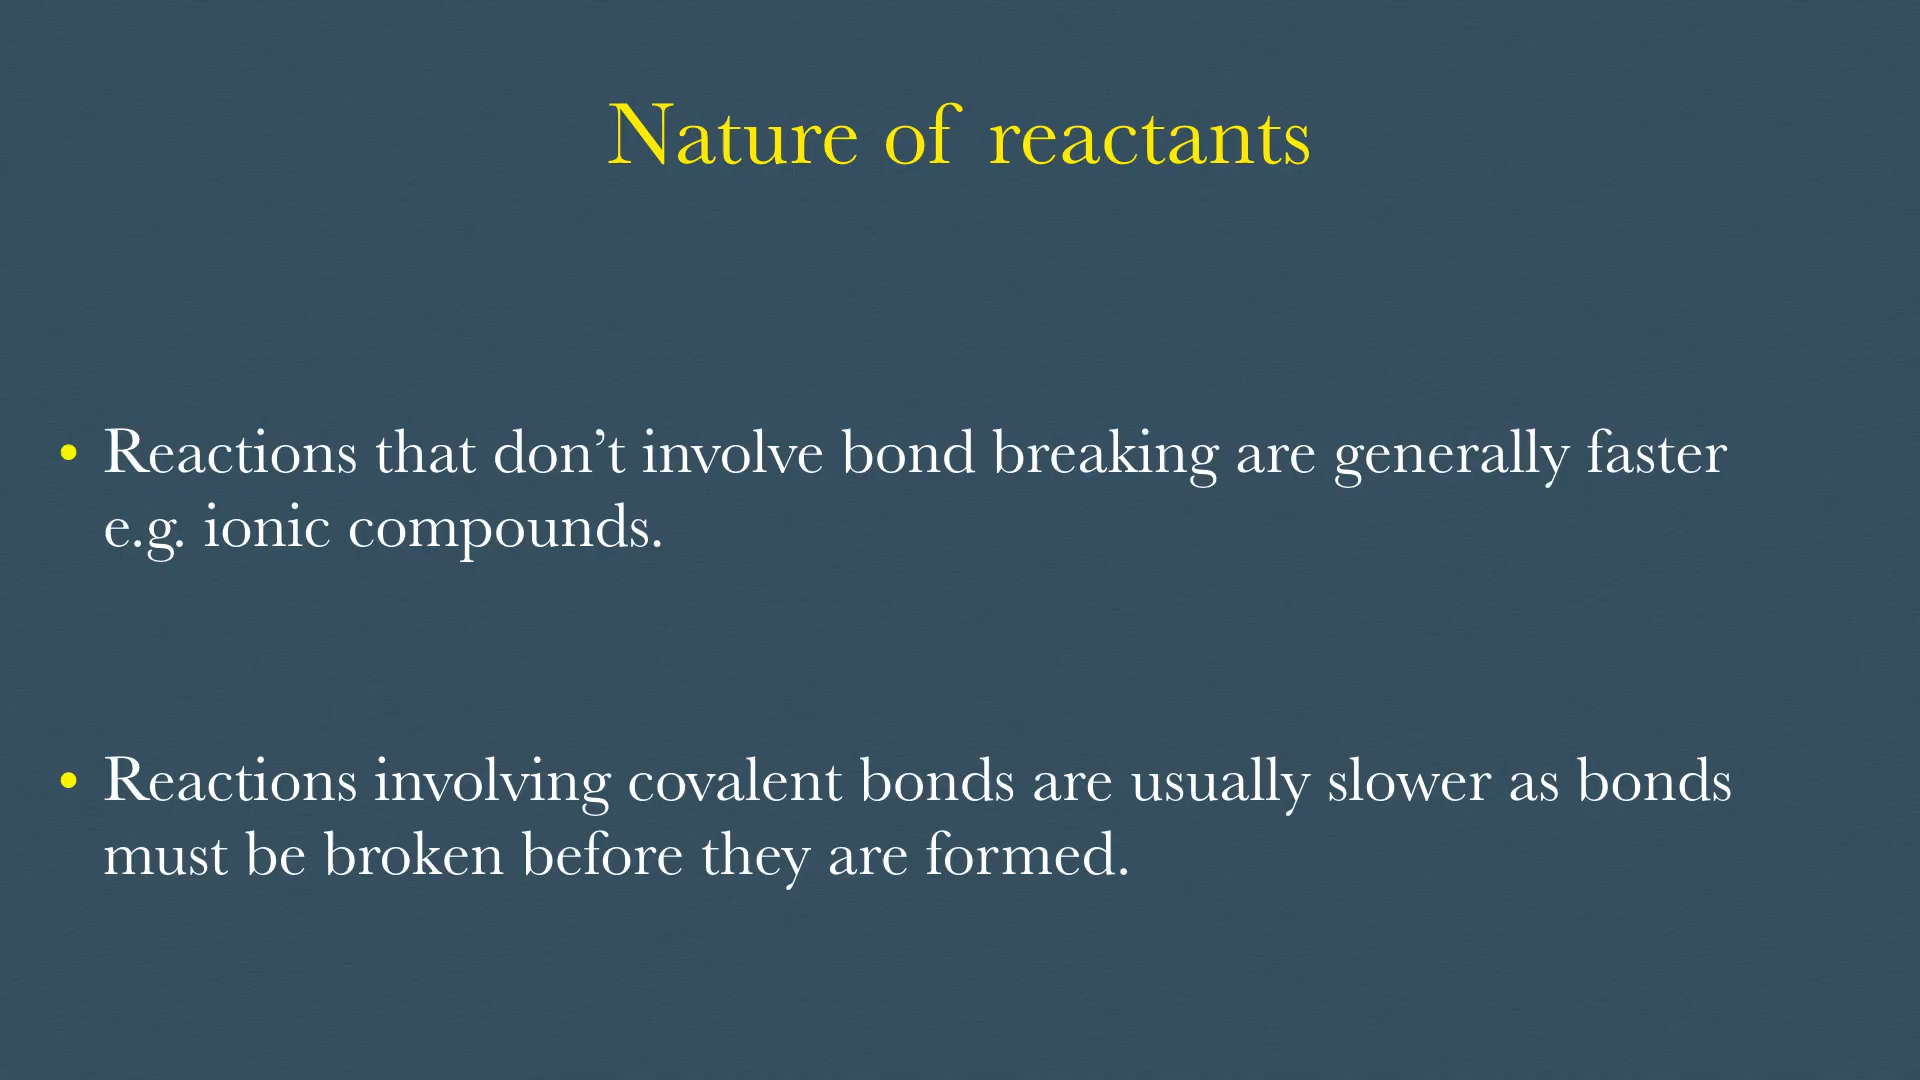 Nature of reactants
• Reactions that don’t involve bond breaking are generally faster
e.g. ionic compounds.
• Reactions involving covalent bonds are usually slower as bonds
must be broken before they are formed.